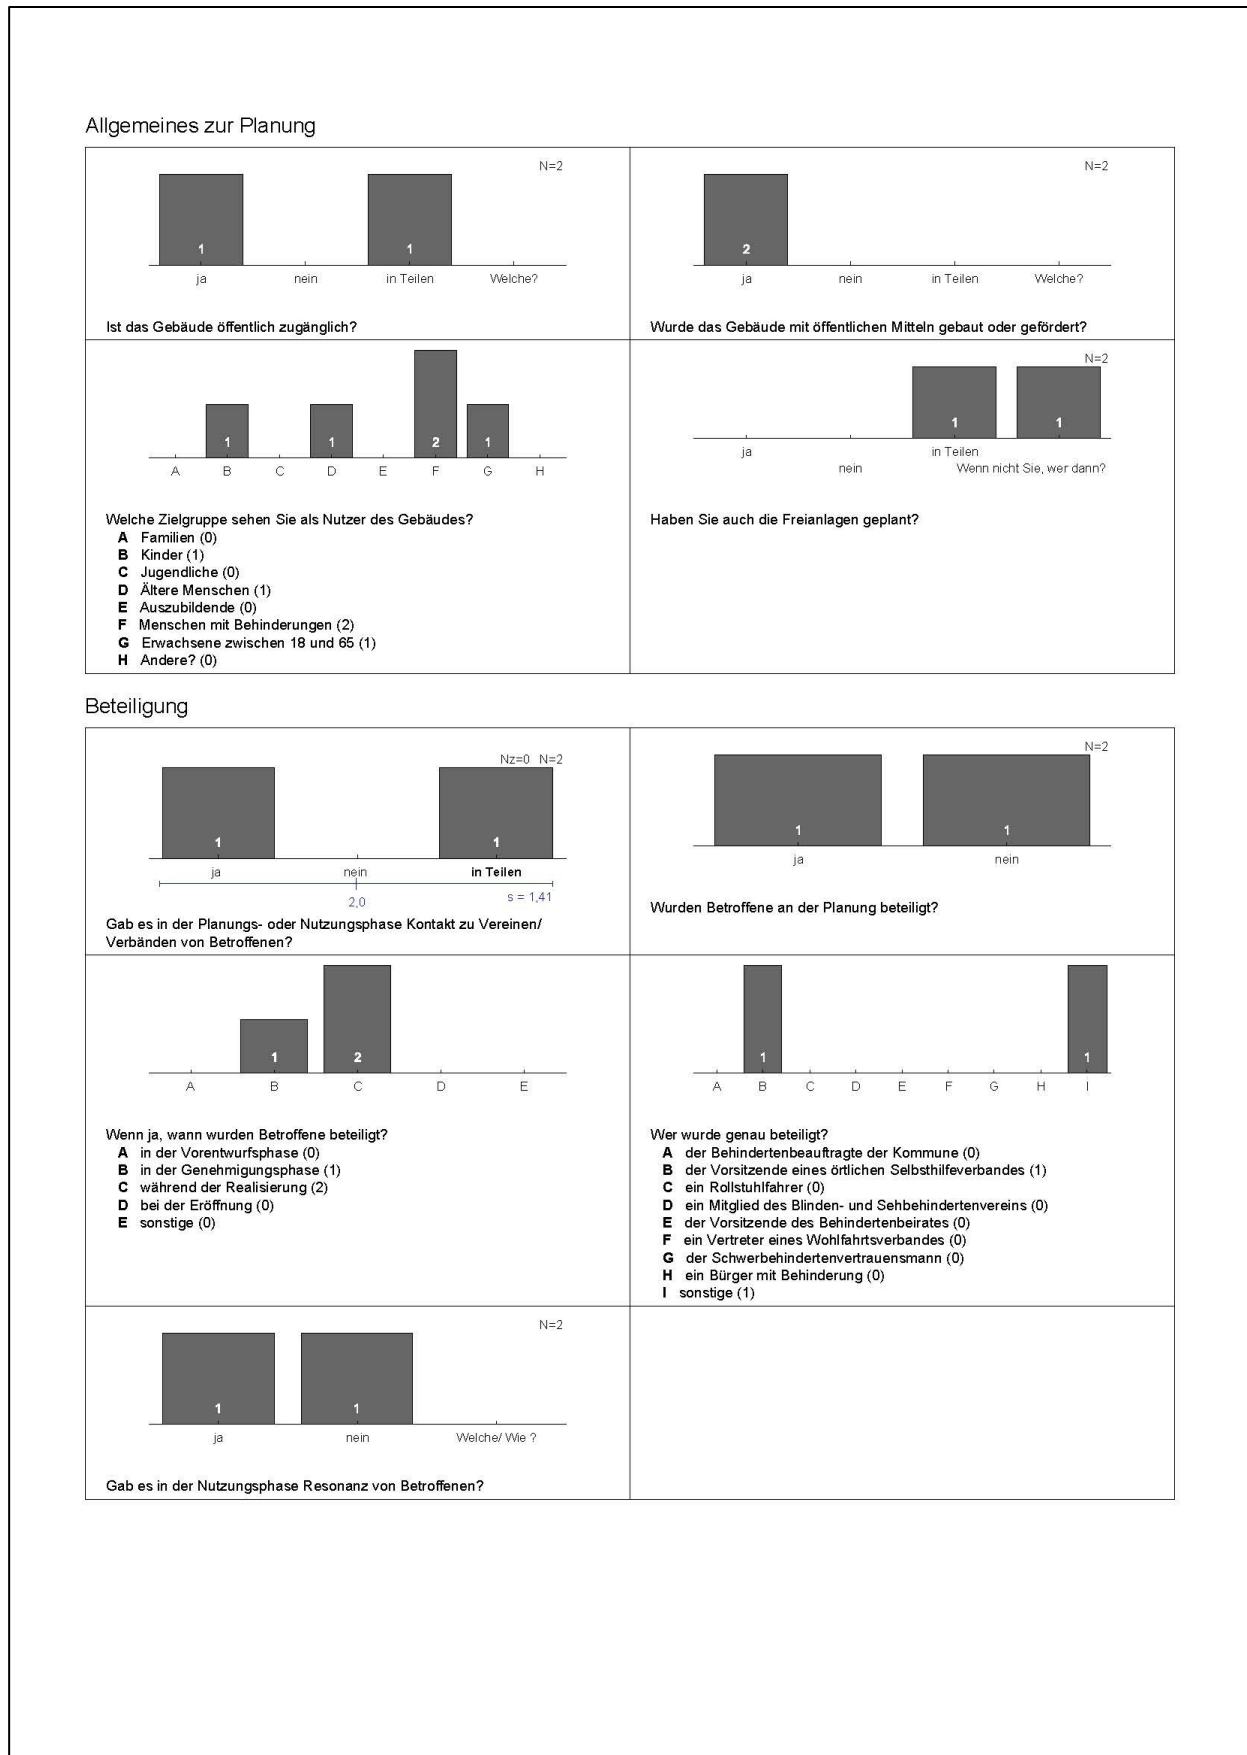 Allgemeines zur Planung
N=2
1
1
ja nein in Teilen Welche?
Ist das Gebäude öffentlich zugänglich?
N=2
2
ja nein in Teilen Welche?
Wurde das Gebäude mit öffentlichen Mitteln gebaut oder gefördert?
1 1 2 1
A B C D E F G H
Welche Zielgruppe sehen Sie als Nutzer des Gebäudes?
A Familien (0)
B Kinder (1)
C Jugendliche (0)
D Ältere Menschen (1)
E Auszubildende (0)
F Menschen mit Behinderungen (2)
G Erwachsene zwischen 18 und 65 (1)
H Andere? (0)
N=2
1 1
ja in Teilen
nein Wenn nicht Sie, wer dann?
Haben Sie auch die Freianlagen geplant?
Beteiligung
Nz=0 N=2
1 1
ja nein in Teilen
2,0 s = 1,41
Gab es in der Planungs- oder Nutzungsphase Kontakt zu Vereinen/
Verbänden von Betroffenen?
N=2
1 1
ja nein
Wurden Betroffene an der Planung beteiligt?
1 2
A B C D E
Wenn ja, wann wurden Betroffene beteiligt?
A in der Vorentwurfsphase (0)
B in der Genehmigungsphase (1)
C während der Realisierung (2)
D bei der Eröffnung (0)
E sonstige (0)
1 1
A B C D E F G H I
Wer wurde genau beteiligt?
A der Behindertenbeauftragte der Kommune (0)
B der Vorsitzende eines örtlichen Selbsthilfeverbandes (1)
C ein Rollstuhlfahrer (0)
D ein Mitglied des Blinden- und Sehbehindertenvereins (0)
E der Vorsitzende des Behindertenbeirates (0)
F ein Vertreter eines Wohlfahrtsverbandes (0)
G der Schwerbehindertenvertrauensmann (0)
H ein Bürger mit Behinderung (0)
I sonstige (1)
N=2
1 1
ja nein Welche/ Wie ?
Gab es in der Nutzungsphase Resonanz von Betroffenen?